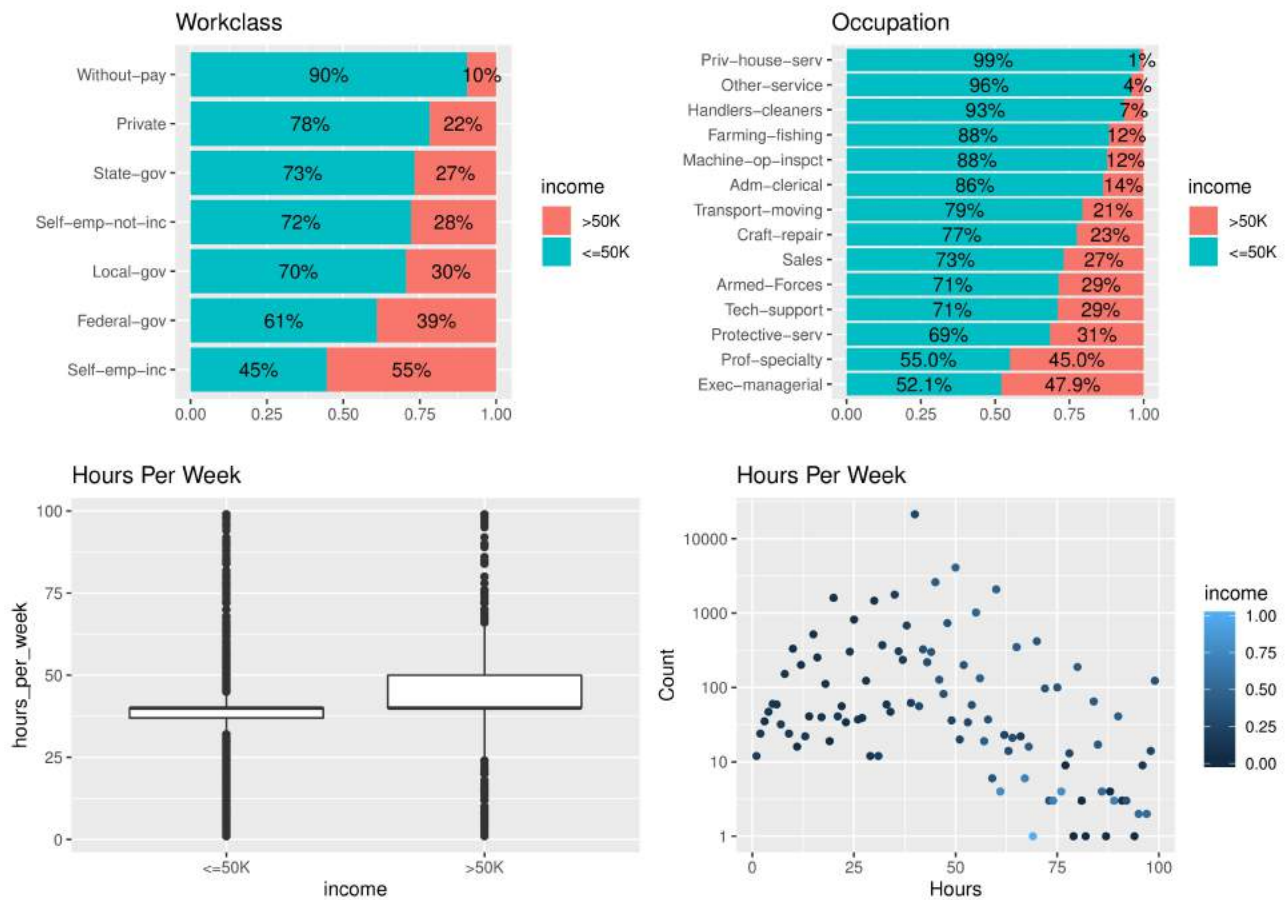 Workclass
Without-pay 90% 10%
Private 78% 22%
State-gov 73% 27%
Self-emp-not-inc 72% 28%
Local-gov 70% 30%
Federal-gov 61% 39%
Self-emp-inc 45% 55%
0.00 0.25 0.50 0.75 1.00
income
>50K
<=50K
Occupation
Priv-house-serv 99% 1%
Other-service 96% 4%
Handlers-cleaners 93% 7%
Farming-fishing 88% 12%
Machine-op-inspct 88% 12%
Adm-clerical 86% 14%
Transport-moving 79% 21%
Craft-repair 77% 23%
Sales 73% 27%
Armed-Forces 71% 29%
Tech-support 71% 29%
Protective-serv 69% 31%
Prof-specialty 55.0% 45.0%
Exec-managerial 52.1% 47.9%
0.00 0.25 0.50 0.75 1.00
income
>50K
<=50K
Hours Per Week
hours_per_week
100
75
50
25
0
<=50K >50K
income
Hours Per Week
Count
10000
1000
100
10
1
0 25 50 75 100
Hours
income
1.00
0.75
0.50
0.25
0.00